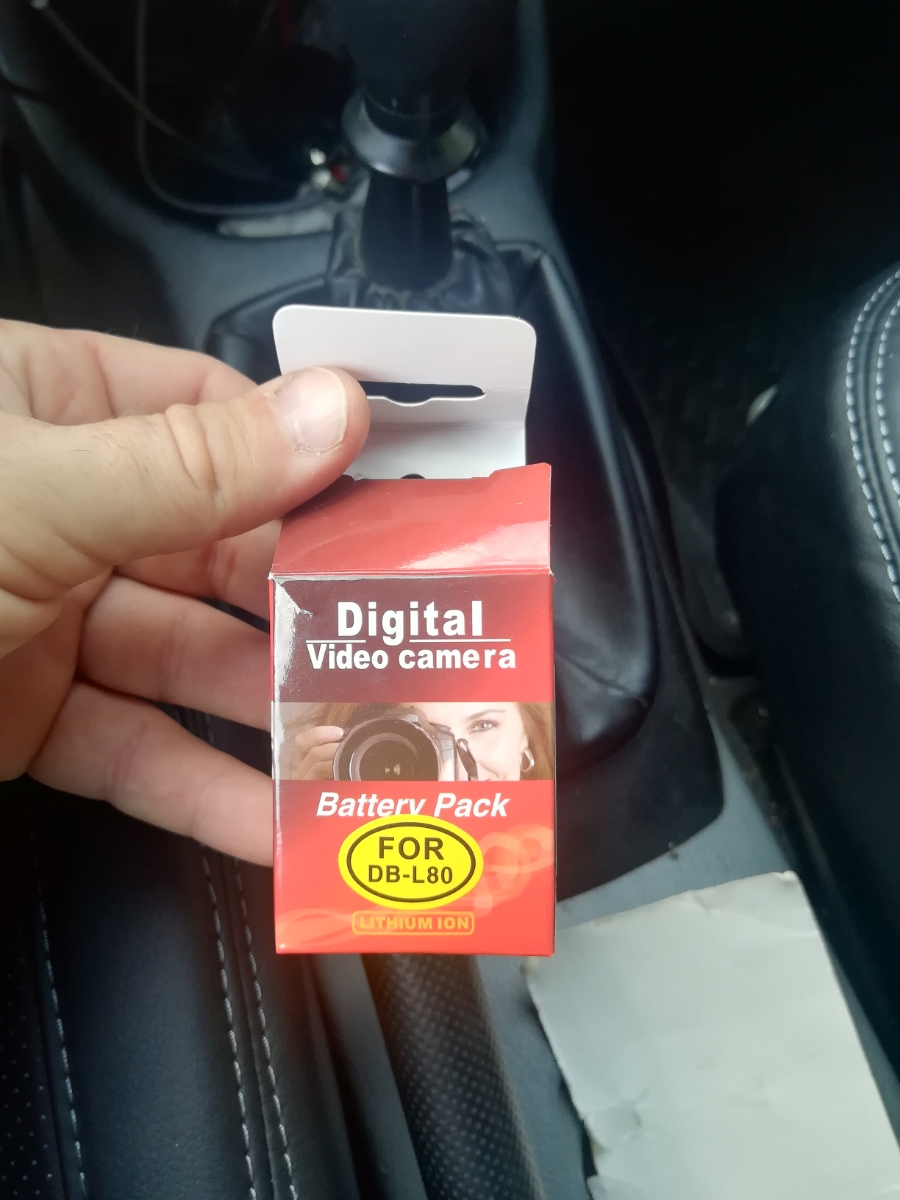 Digital
Video camera
Battery Pack
FOR
DB-L80
LITHIUM ION